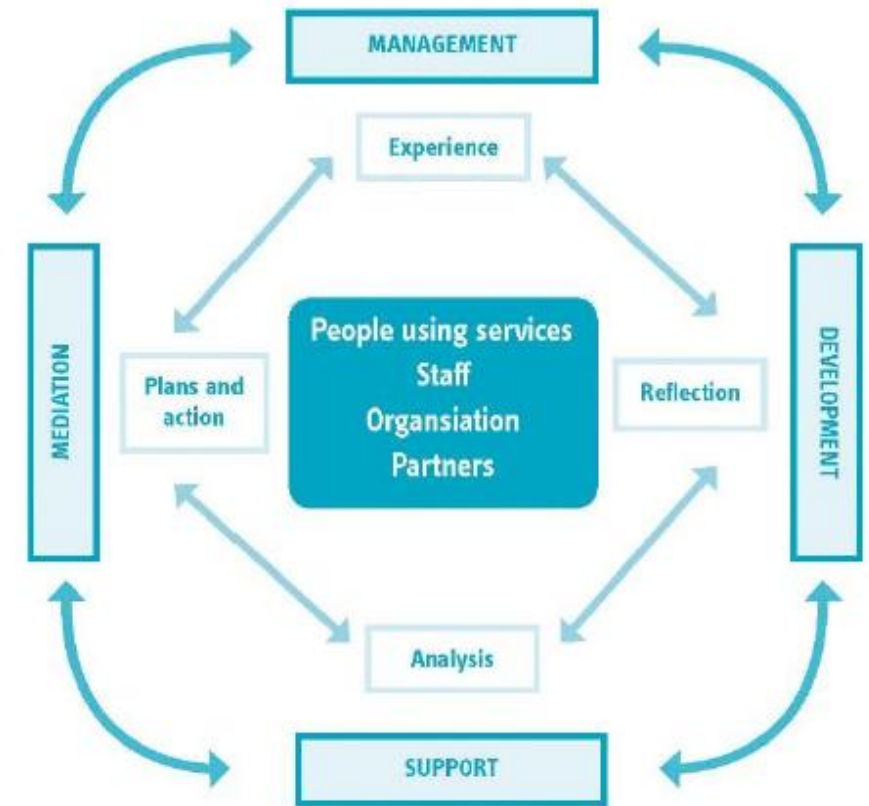 MANAGEMENT
Experience
MEDIATION
Plans and
action
People using services
Staff
Organsiation
Partners
Reflection
DEVELOPMENT
Analysis
SUPPORT